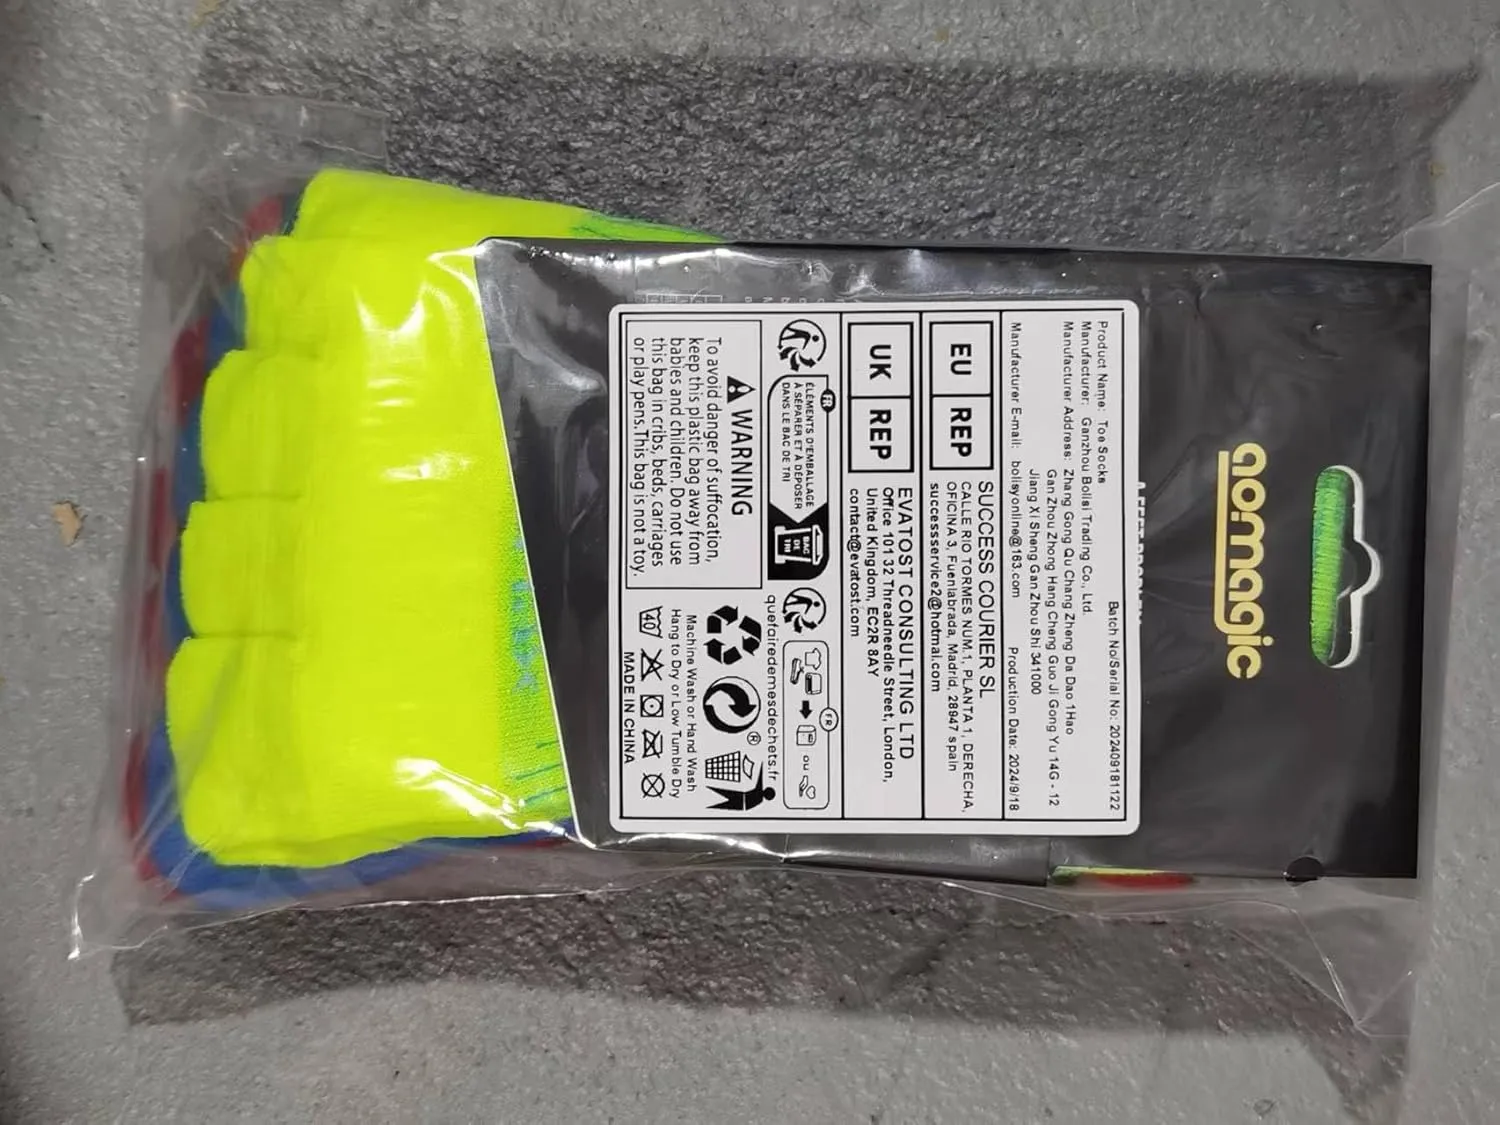 aomagic
Batch No/Serial No: 202409181122
Product Name: Toe Socks
Manufacturer: Ganzhou Bolisi Trading Co., Ltd.
Manufacturer Address: Zhang Gong Qu Chang Zheng Da Dao 1Hao
Gan Zhou Zhong Hang Cheng Guo Ji Gong Yu 14G - 12
Jiang Xi Sheng Gan Zhou Shi 341000
Manufacturer E-mail: bolisyonline@163.com Production Date: 2024/9/18
EU REP
SUCCESS COURIER SL
CALLE RIO TORMES NUM.1, PLANTA 1, DERECHA,
OFICINA 3, Fuenlabrada, Madrid, 28947 spain
successservice2@hotmail.com
UK REP
EVATOST CONSULTING LTD
Office 101 32 Threadneedle Street, London,
United Kingdom, EC2R 8AY
contact@evatost.com
FR
ÉLÉMENTS D'EMBALLAGE
À SÉPARER ET À DÉPOSER
DANS LE BAC DE TRI
BAC
DE
TRI
FR
ou
quefairedemesdechets.fr
WARNING
To avoid danger of suffocation,
keep this plastic bag away from
babies and children. Do not use
this bag in cribs, beds, carriages
or play pens.This bag is not a toy.
®
Machine Wash or Hand Wash
Hang to Dry or Low Tumble Dry
40
MADE IN CHINA